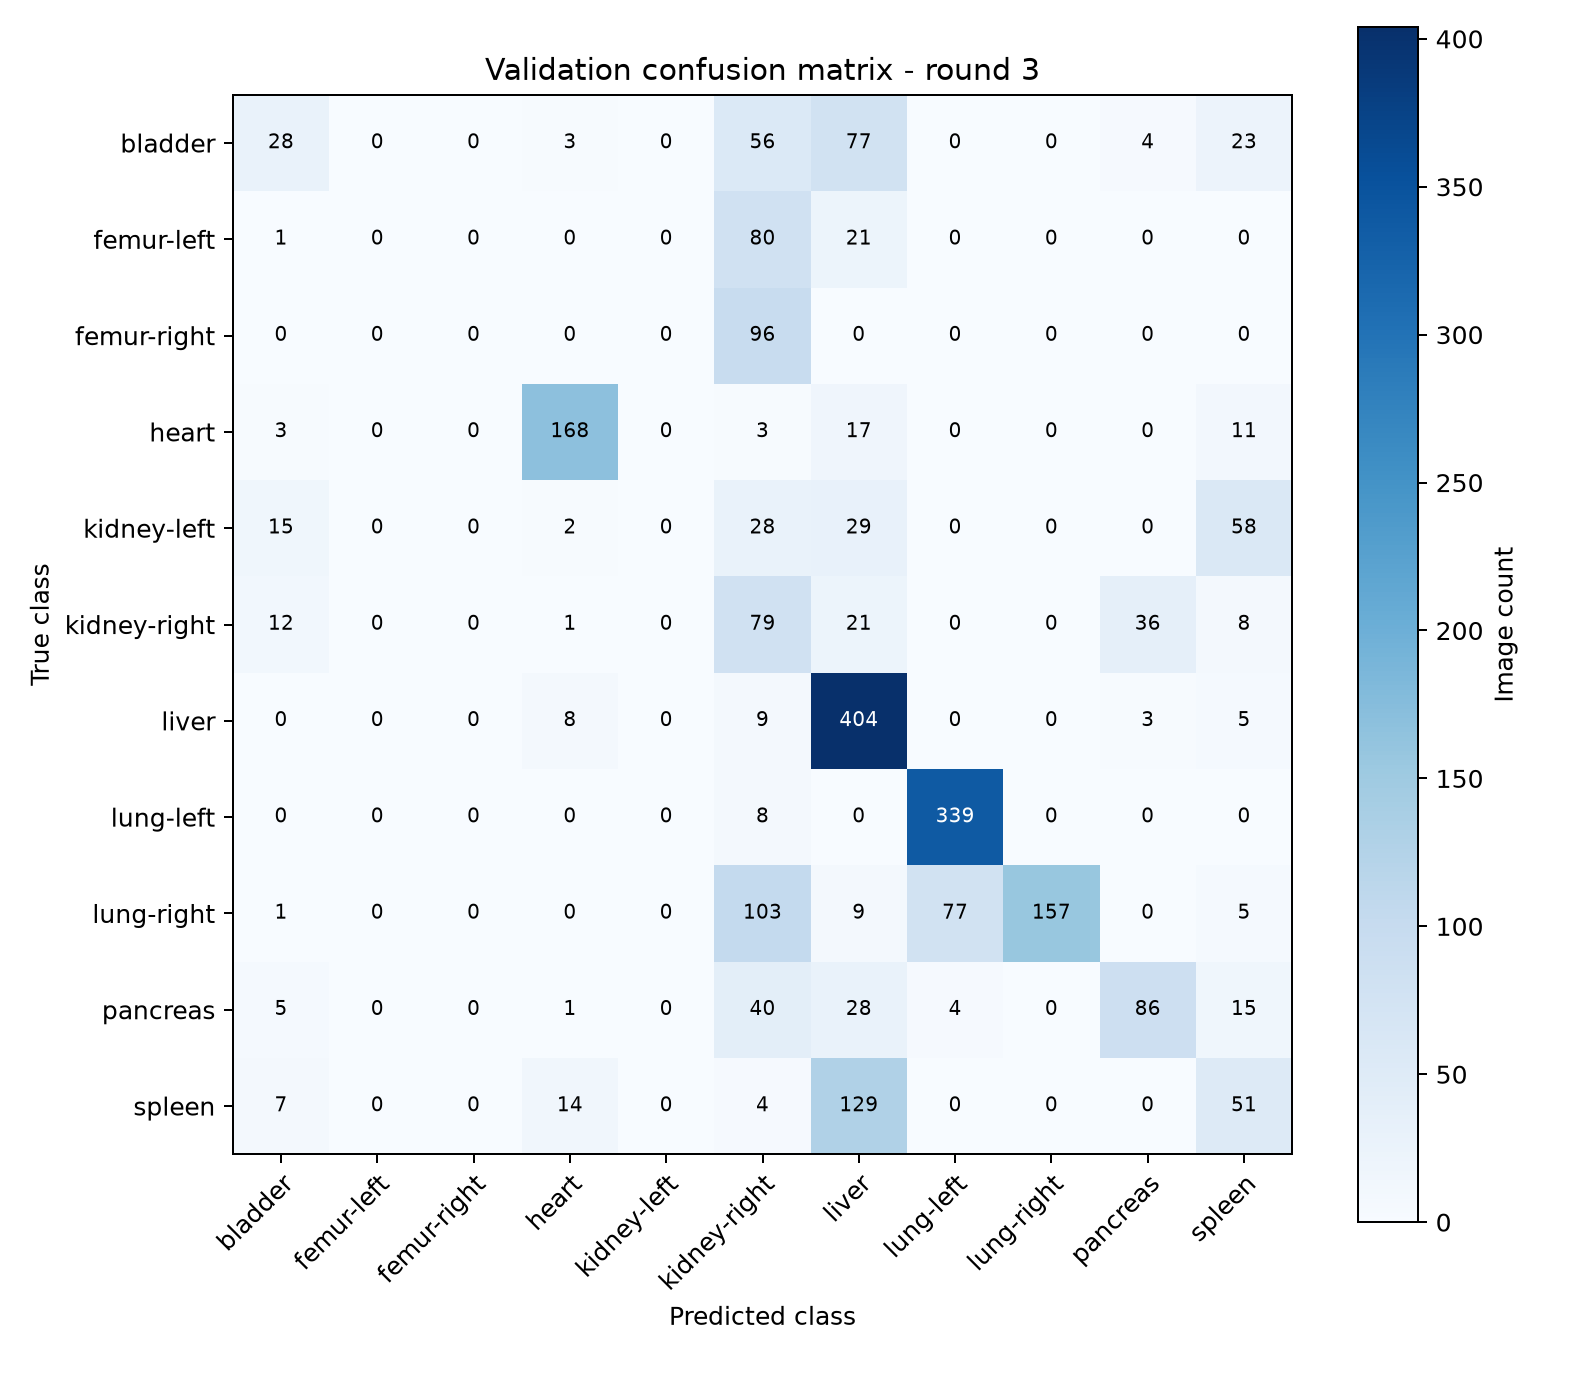 Validation confusion matrix - round 3
True class
bladder 28 0 0 3 0 56 77 0 0 4 23
femur-left 1 0 0 0 0 80 21 0 0 0 0
femur-right 0 0 0 0 0 96 0 0 0 0 0
heart 3 0 0 168 0 3 17 0 0 0 11
kidney-left 15 0 0 2 0 28 29 0 0 0 58
kidney-right 12 0 0 1 0 79 21 0 0 36 8
liver 0 0 0 8 0 9 404 0 0 3 5
lung-left 0 0 0 0 0 8 0 339 0 0 0
lung-right 1 0 0 0 0 103 9 77 157 0 5
pancreas 5 0 0 1 0 40 28 4 0 86 15
spleen 7 0 0 14 0 4 129 0 0 0 51
bladder femur-left femur-right heart kidney-left kidney-right liver lung-left lung-right pancreas spleen
Predicted class
400
350
300
250
200
150
100
50
0
Image count